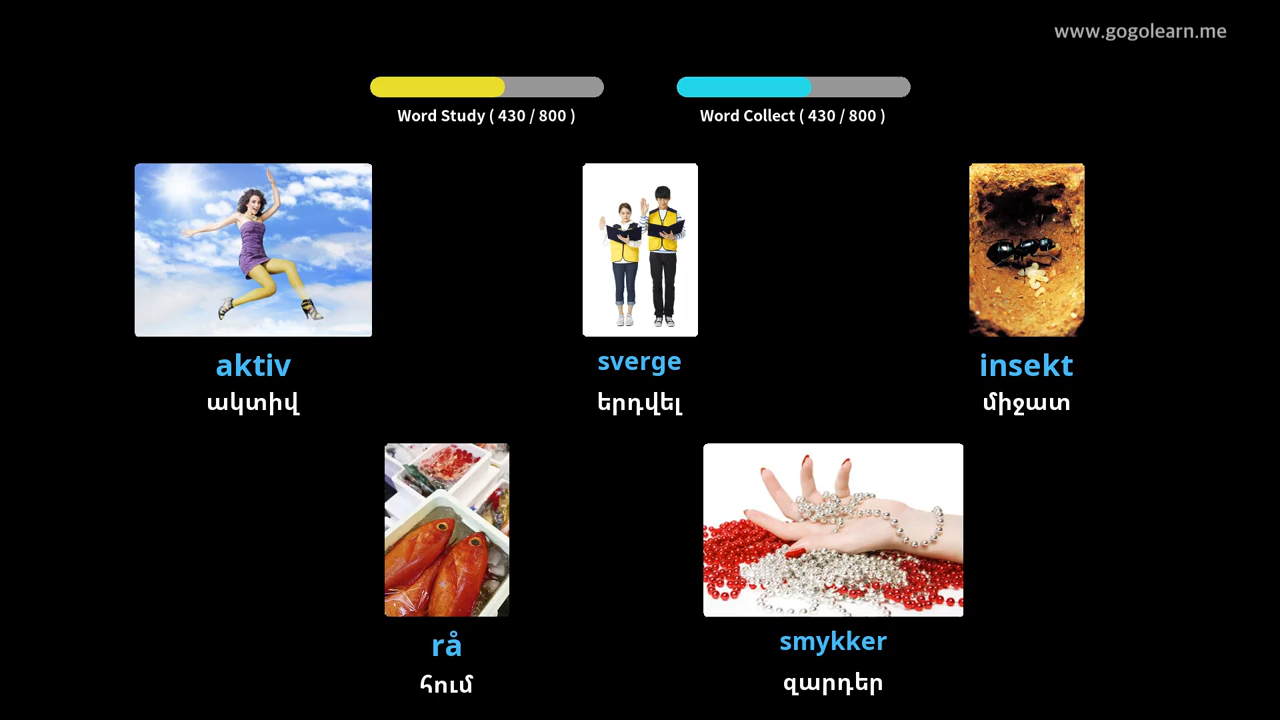 www.gogolearn.me
Word Study ( 430 / 800 )
Word Collect ( 430 / 800 )
aktiv
ակտիվ
sverge
երդվել
insekt
միջատ
rå
հում
smykker
զարդեր